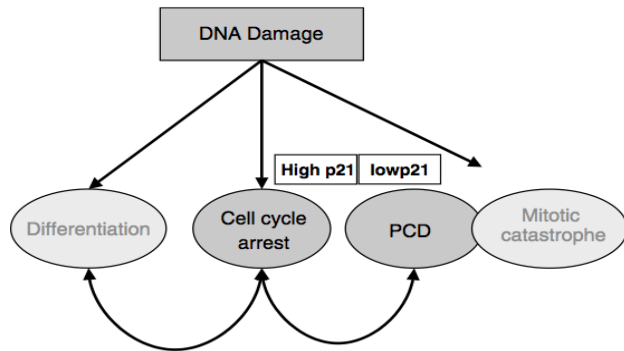 DNA Damage
High p21
lowp21
Differentiation
Cell cycle
arrest
PCD
Mitotic
catastrophe